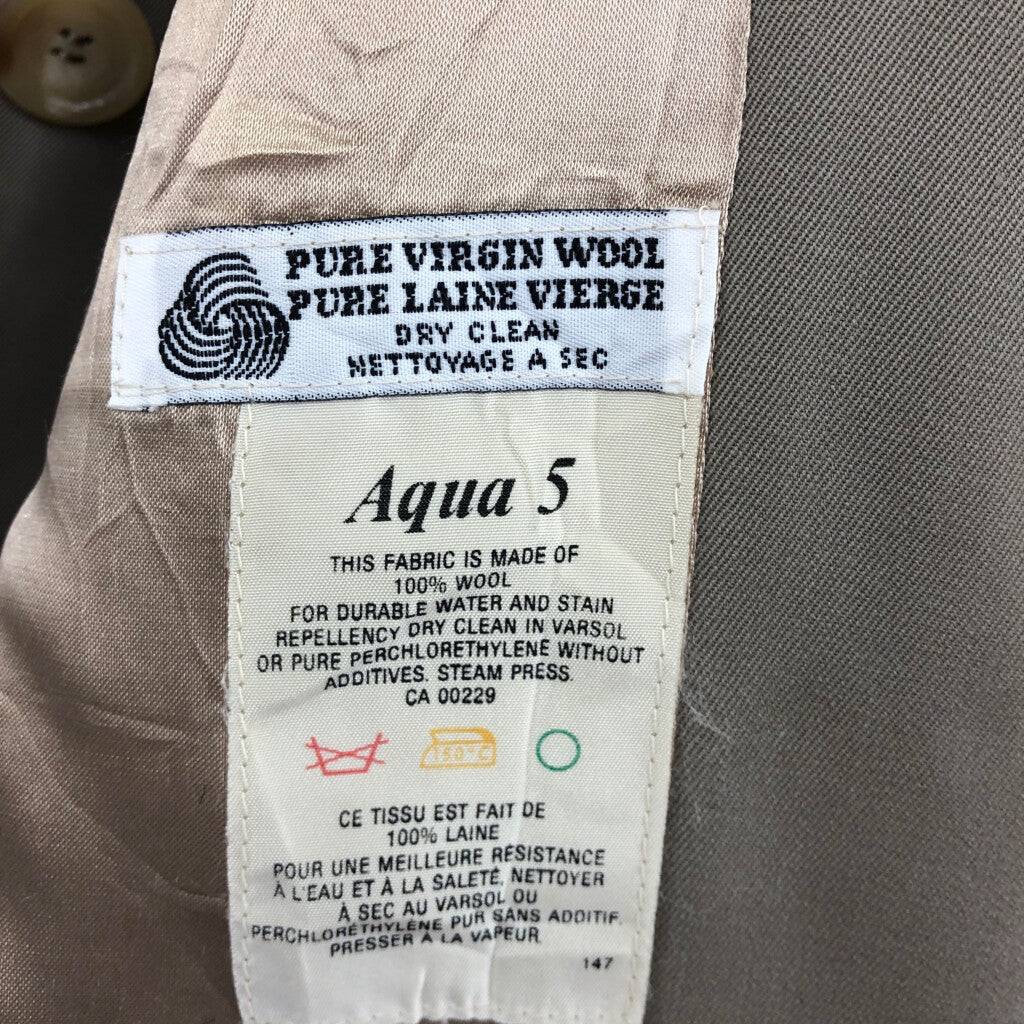 PURE VIRGIN WOOL
PURE LAINE VIERGE
DRY CLEAN
NETTOYAGE A SEC
Aqua 5
THIS FABRIC IS MADE OF
100% WOOL
FOR DURABLE WATER AND STAIN
REPELLENCY DRY CLEAN IN VARSOL
OR PURE PERCHLORETHYLENE WITHOUT
ADDITIVES. STEAM PRESS.
CA 00229
150°C
CE TISSU EST FAIT DE
100% LAINE
POUR UNE MEILLEURE RÉSISTANCE
À L'EAU ET À LA SALETÉ, NETTOYER
À SEC AU VARSOL OU
PERCHLORÉTHYLÈNE PUR SANS ADDITIF.
PRESSER À LA VAPEUR.
147